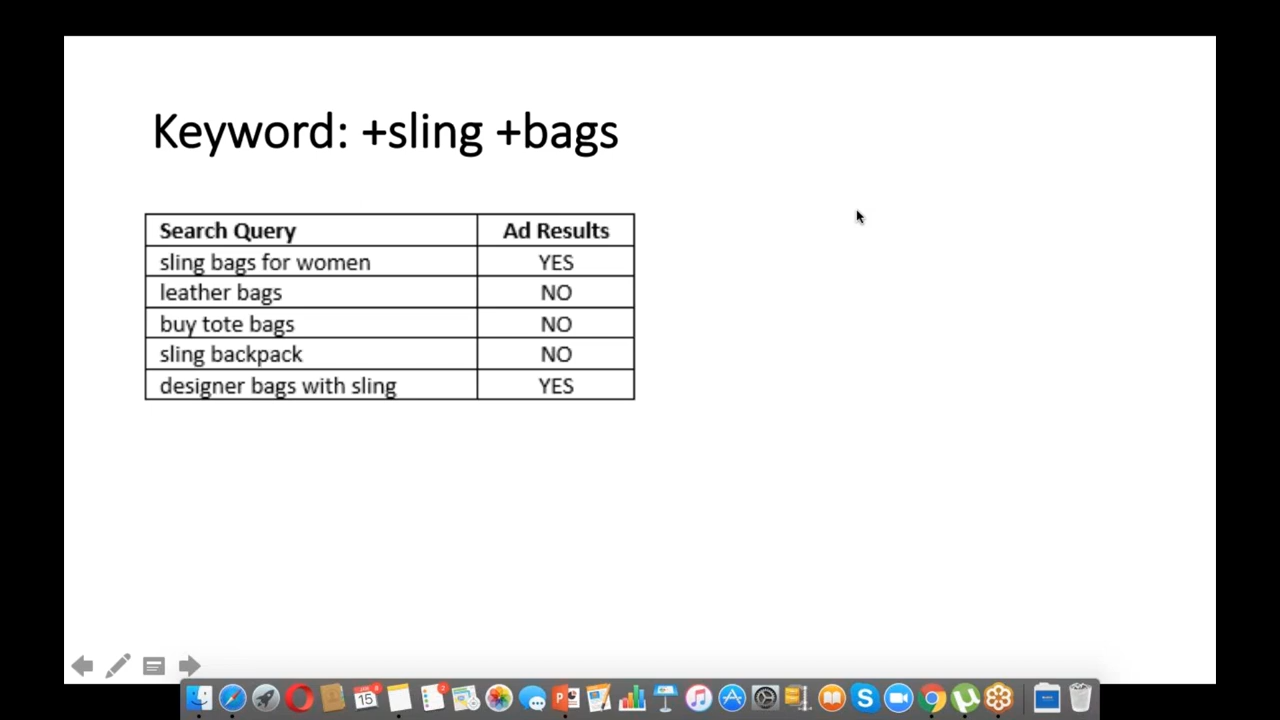 Keyword: +sling +bags
Search Query Ad Results
sling bags for women YES
leather bags NO
buy tote bags NO
sling backpack NO
designer bags with sling YES
15